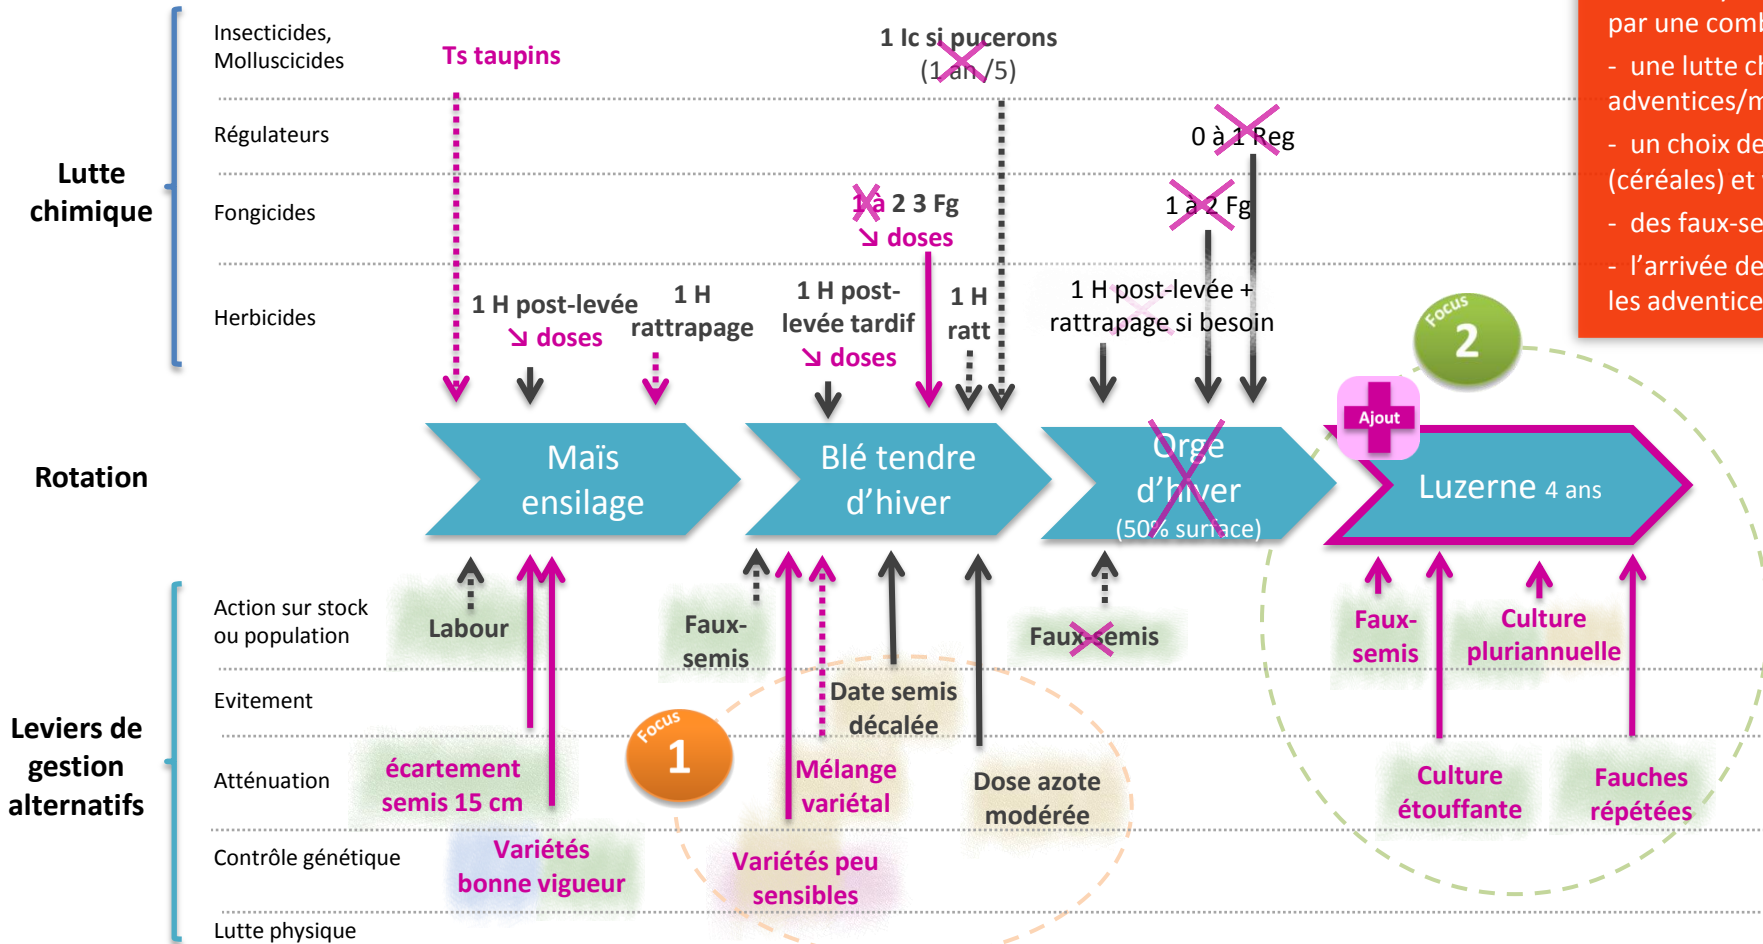 Insecticides,
Molluscicides
Ts taupins
1 Ic si pucerons
(1 an /5)
par une comb
- une lutte ch
adventices/m
- un choix de
(céréales) et
- des faux-se
- l'arrivée de
les adventice
Régulateurs
0 à 1 Reg
Lutte
chimique
Fongicides
1 à 2 3 Fg
↘ doses
1 à 2 Fg
Herbicides
1 H post-levée
↘ doses
1 H
rattrapage
1 H post-
levée tardif
↘ doses
1 H
ratt
1 H post-levée +
rattrapage si besoin
Focus
2
Ajout
Rotation
Maïs
ensilage
Blé tendre
d'hiver
Orge
d'hiver
(50% surface)
Luzerne 4 ans
Leviers de
gestion
alternatifs
Action sur stock
ou population
Labour
Faux-
semis
Faux-semis
Faux-
semis
Culture
pluriannuelle
Evitement
Date semis
décalée
Focus
1
Atténuation
écartement
semis 15 cm
Mélange
variétal
Dose azote
modérée
Culture
étouffante
Fauches
répétées
Contrôle génétique
Variétés
bonne vigueur
Variétés peu
sensibles
Lutte physique